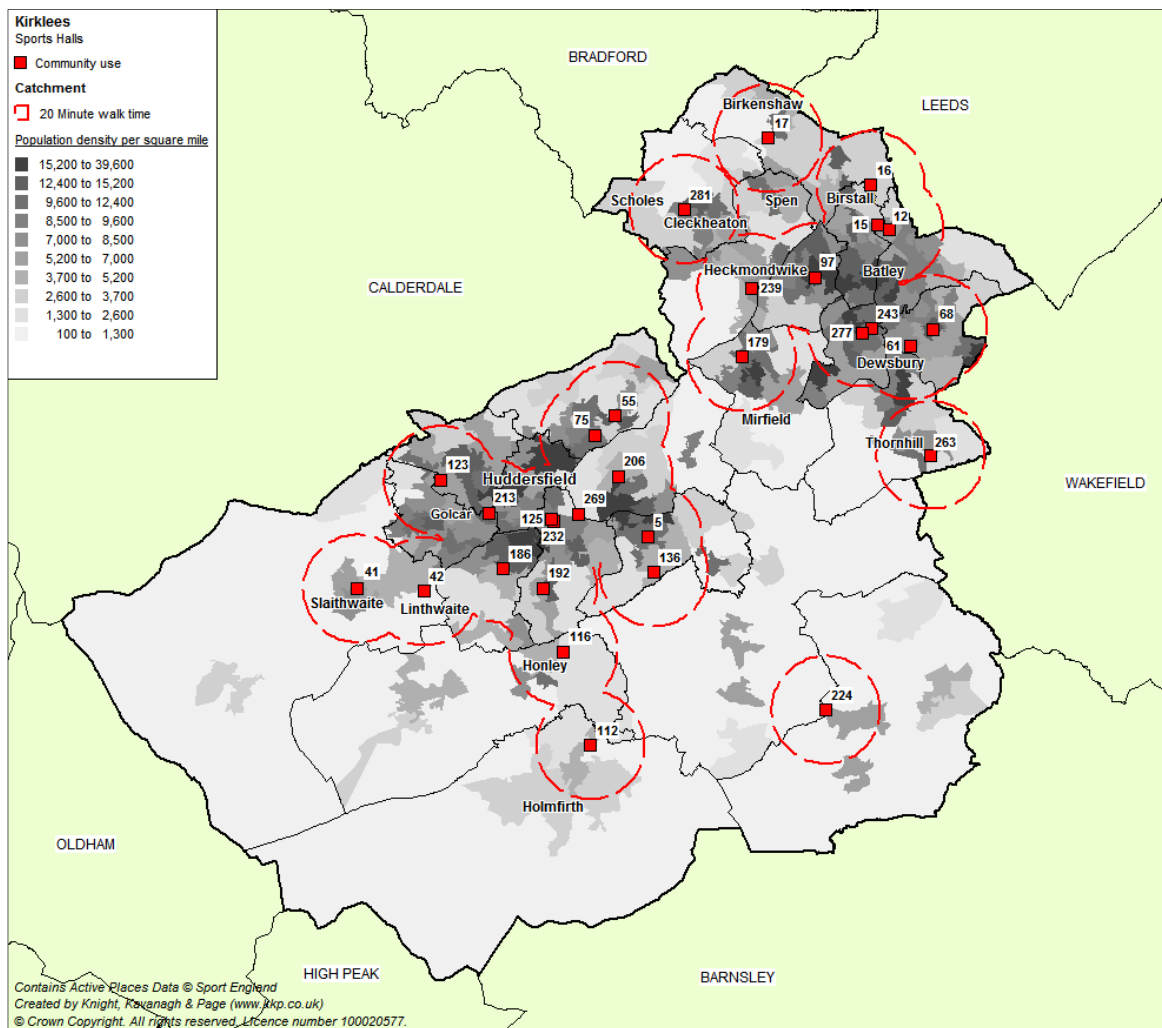 Kirklees
Sports Halls
Community use
Catchment
20 Minute walk time
Population density per square mile
15,200 to 39,600
12,400 to 15,200
9,600 to 12,400
8,500 to 9,600
7,000 to 8,500
5,200 to 7,000
3,700 to 5,200
2,600 to 3,700
1,300 to 2,600
100 to 1,300
BRADFORD
LEEDS
Birkenshaw
17
16
281
Scholes
Spen
Birstall
Cleckheaton
15
12
Heckmondwike
97
Batley
CALDERDALE
239
243
68
277
179
61
Dewsbury
55
75
Mirfield
Thornhill
263
123
206
Huddersfield
WAKEFIELD
213
269
Golcar
125
5
232
186
136
41
42
192
Slaithwaite
Linthwaite
116
Honley
224
112
Holmfirth
OLDHAM
HIGH PEAK
BARNSLEY
Contains Active Places Data © Sport England
Created by Knight, Kavanagh & Page (www.kkp.co.uk)
© Crown Copyright. All rights reserved. Licence number 100020577.